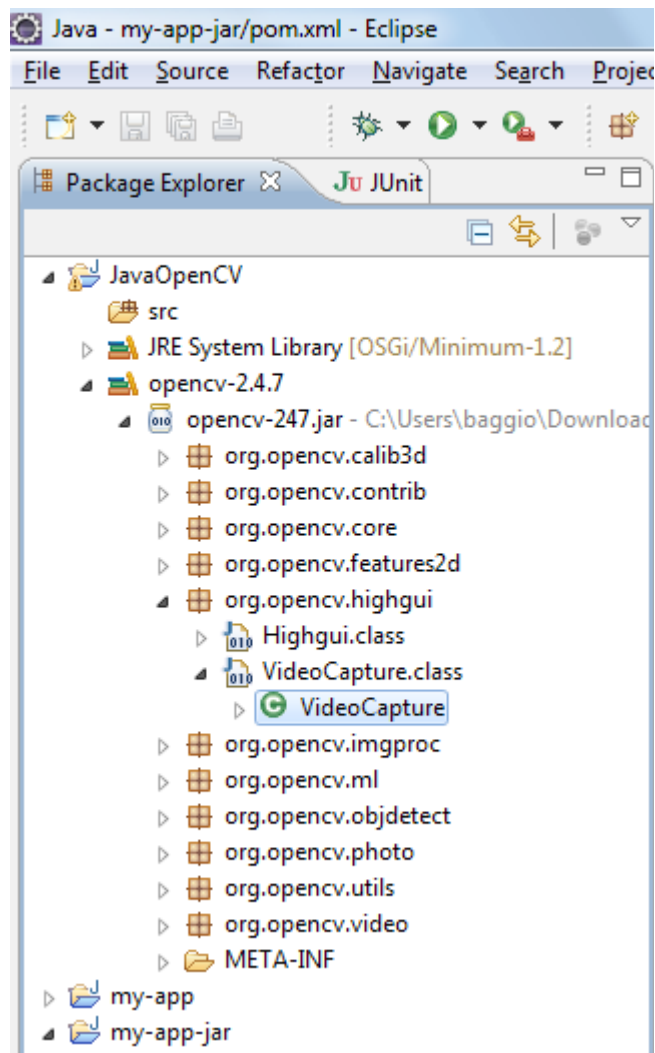 Java - my-app-jar/pom.xml - Eclipse
File Edit Source Refactor Navigate Search Projec
Package Explorer JU JUnit
JavaOpenCV
src
JRE System Library [OSGi/Minimum-1.2]
opencv-2.4.7
opencv-247.jar - C:\Users\baggio\Downloac
org.opencv.calib3d
org.opencv.contrib
org.opencv.core
org.opencv.features2d
org.opencv.highgui
Highgui.class
VideoCapture.class
VideoCapture
org.opencv.imgproc
org.opencv.ml
org.opencv.objdetect
org.opencv.photo
org.opencv.utils
org.opencv.video
META-INF
my-app
my-app-jar